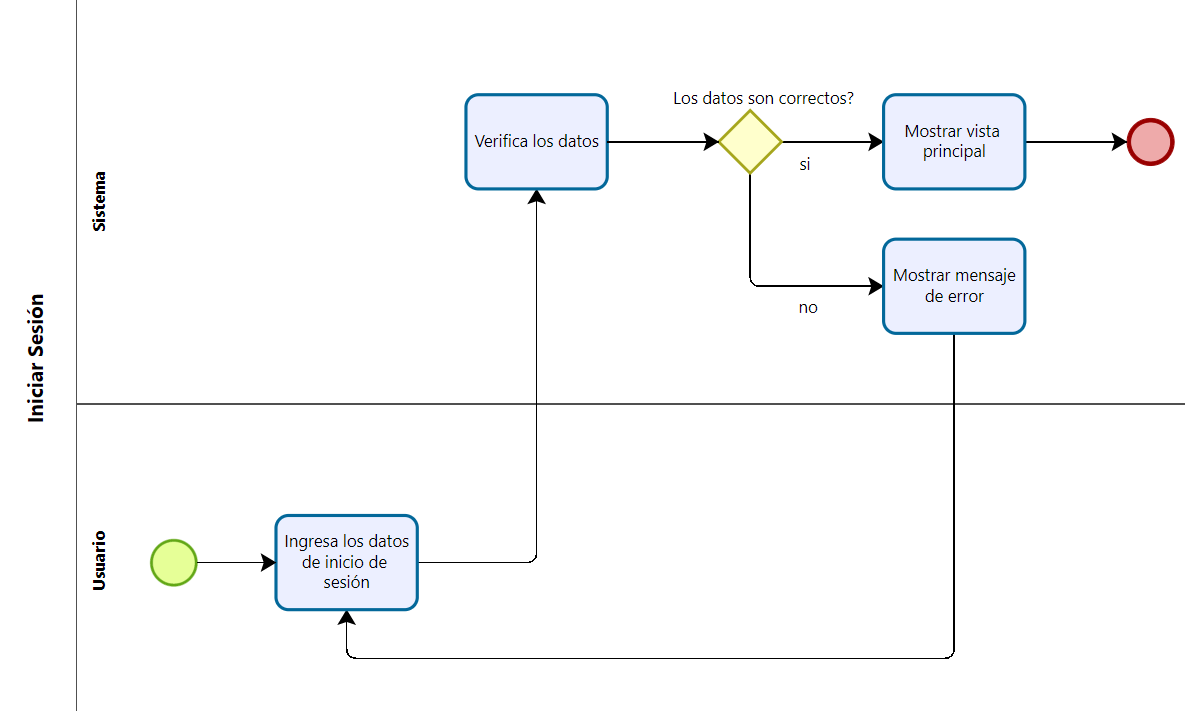 Iniciar Sesión
Sistema
Verifica los datos
Los datos son correctos?
si
no
Mostrar vista
principal
Mostrar mensaje
de error
Usuario
Ingresa los datos
de inicio de
sesión